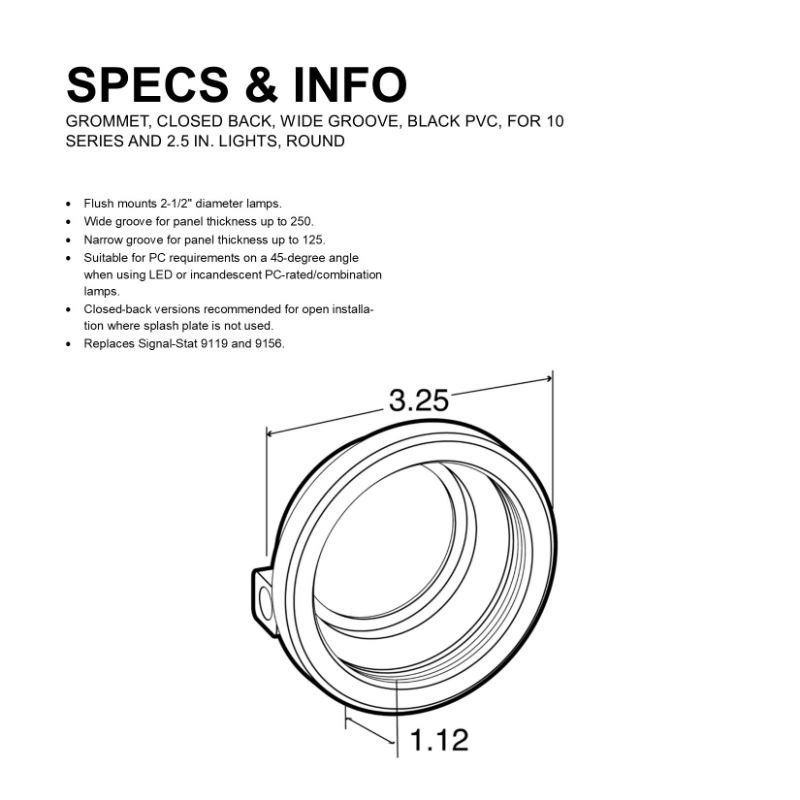 SPECS & INFO
GROMMET, CLOSED BACK, WIDE GROOVE, BLACK PVC, FOR 10
SERIES AND 2.5 IN. LIGHTS, ROUND
• Flush mounts 2-1/2" diameter lamps.
• Wide groove for panel thickness up to 250.
• Narrow groove for panel thickness up to 125.
• Suitable for PC requirements on a 45-degree angle
when using LED or incandescent PC-rated/combination
lamps.
• Closed-back versions recommended for open installa-
tion where splash plate is not used.
• Replaces Signal-Stat 9119 and 9156.
3.25
1.12